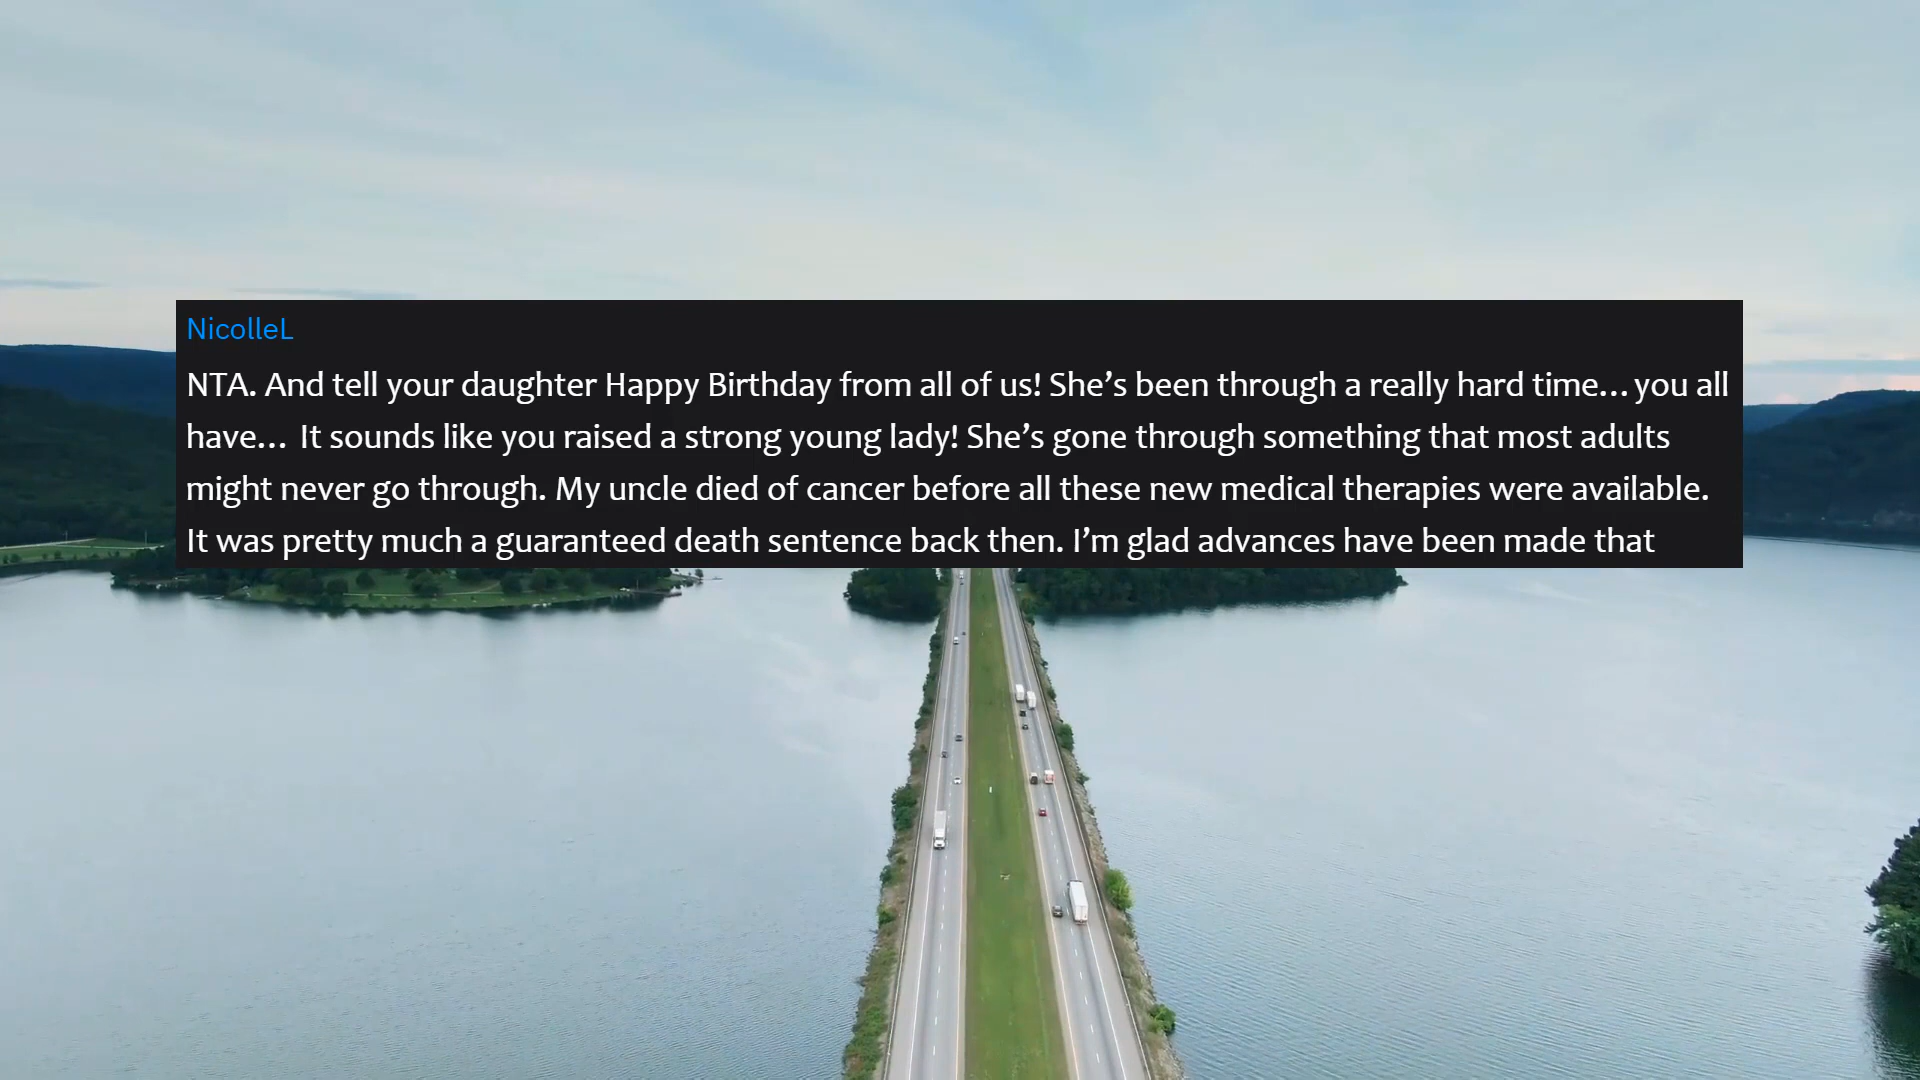 NicolleL
NTA. And tell your daughter Happy Birthday from all of us! She’s been through a really hard time… you all
have… It sounds like you raised a strong young lady! She’s gone through something that most adults
might never go through. My uncle died of cancer before all these new medical therapies were available.
It was pretty much a guaranteed death sentence back then. I’m glad advances have been made that